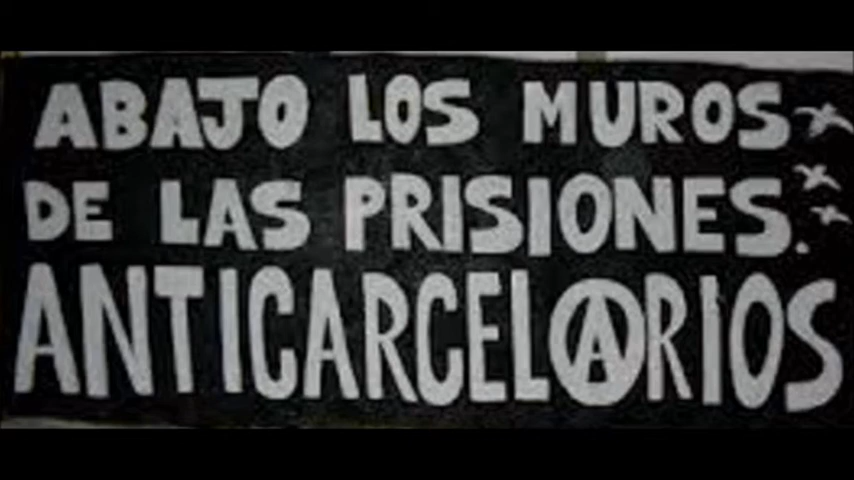 ABAJO LOS MUROS
DE LAS PRISIONES.
ANTICARCELARIOS